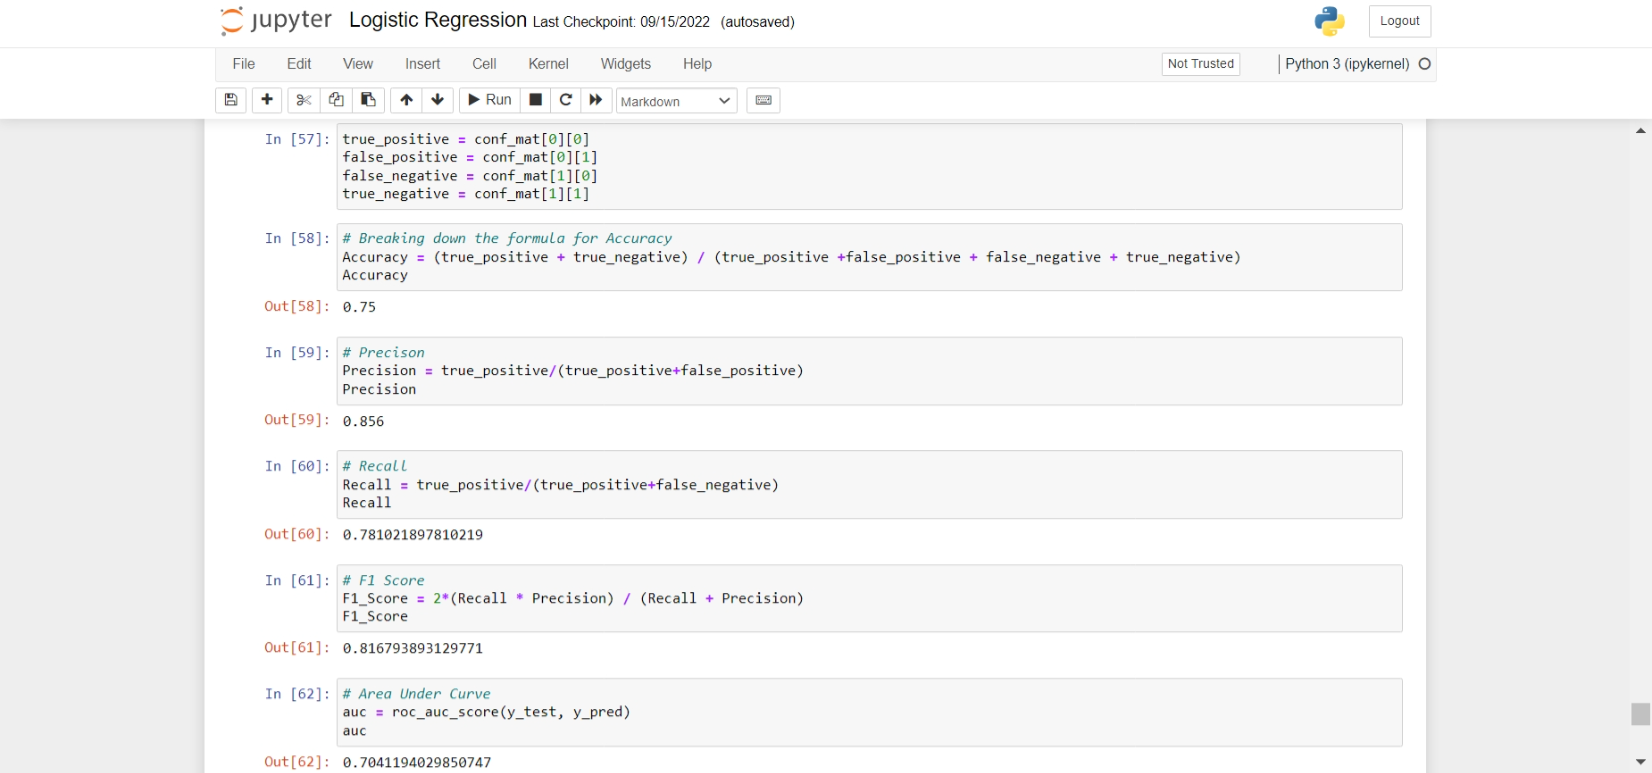 jupyter Logistic Regression Last Checkpoint: 09/15/2022 (autosaved) Logout
File Edit View Insert Cell Kernel Widgets Help Not Trusted Python 3 (ipykernel)
Run Markdown
In [57]: true_positive = conf_mat[0][0]
false_positive = conf_mat[0][1]
false_negative = conf_mat[1][0]
true_negative = conf_mat[1][1]
In [58]: # Breaking down the formula for Accuracy
Accuracy = (true_positive + true_negative) / (true_positive +false_positive + false_negative + true_negative)
Accuracy
Out[58]: 0.75
In [59]: # Precison
Precision = true_positive/(true_positive+false_positive)
Precision
Out[59]: 0.856
In [60]: # Recall
Recall = true_positive/(true_positive+false_negative)
Recall
Out[60]: 0.781021897810219
In [61]: # F1 Score
F1_Score = 2*(Recall * Precision) / (Recall + Precision)
F1_Score
Out[61]: 0.816793893129771
In [62]: # Area Under Curve
auc = roc_auc_score(y_test, y_pred)
auc
Out[62]: 0.7041194029850747